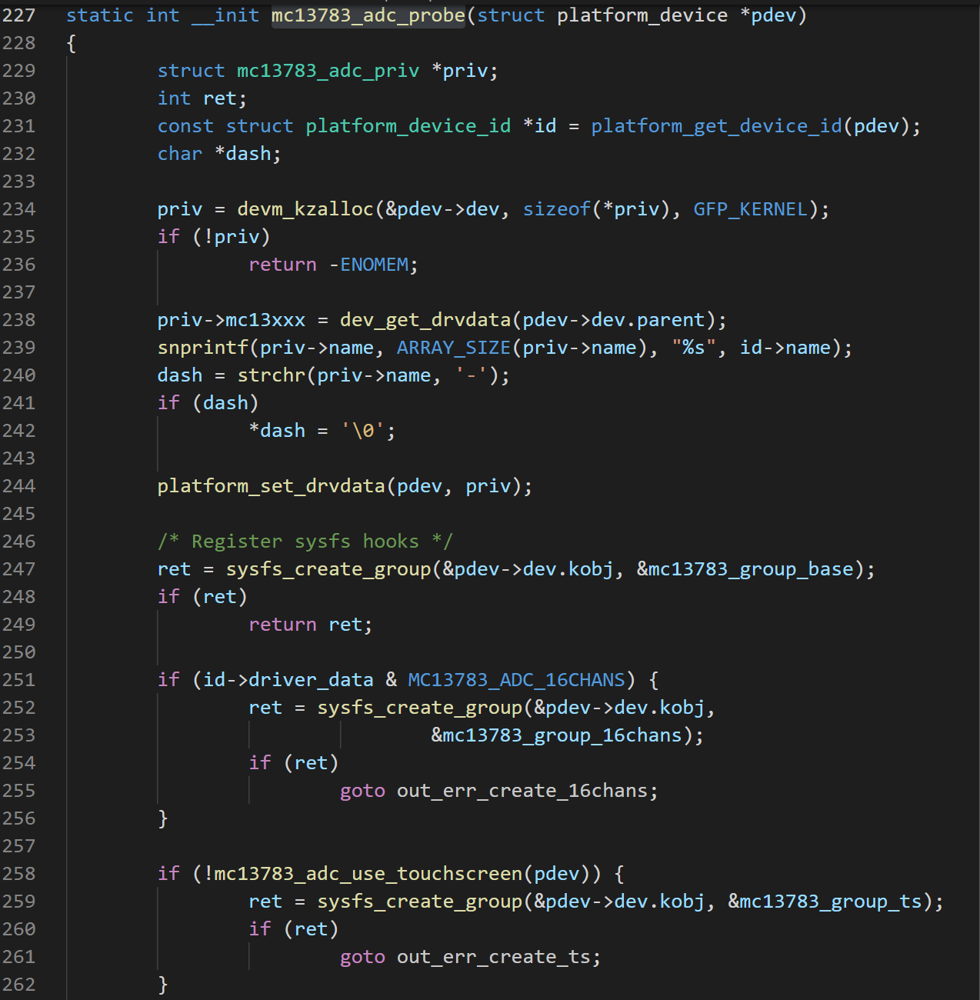 227 static int __init mc13783_adc_probe(struct platform_device *pdev)
228 {
229         struct mc13783_adc_priv *priv;
230         int ret;
231         const struct platform_device_id *id = platform_get_device_id(pdev);
232         char *dash;
233
234         priv = devm_kzalloc(&pdev->dev, sizeof(*priv), GFP_KERNEL);
235         if (!priv)
236                 return -ENOMEM;
237
238         priv->mc13xxx = dev_get_drvdata(pdev->dev.parent);
239         snprintf(priv->name, ARRAY_SIZE(priv->name), "%s", id->name);
240         dash = strchr(priv->name, '-');
241         if (dash)
242                 *dash = '\0';
243
244         platform_set_drvdata(pdev, priv);
245
246         /* Register sysfs hooks */
247         ret = sysfs_create_group(&pdev->dev.kobj, &mc13783_group_base);
248         if (ret)
249                 return ret;
250
251         if (id->driver_data & MC13783_ADC_16CHANS) {
252                 ret = sysfs_create_group(&pdev->dev.kobj,
253                                 &mc13783_group_16chans);
254                 if (ret)
255                         goto out_err_create_16chans;
256         }
257
258         if (!mc13783_adc_use_touchscreen(pdev)) {
259                 ret = sysfs_create_group(&pdev->dev.kobj, &mc13783_group_ts);
260                 if (ret)
261                         goto out_err_create_ts;
262         }